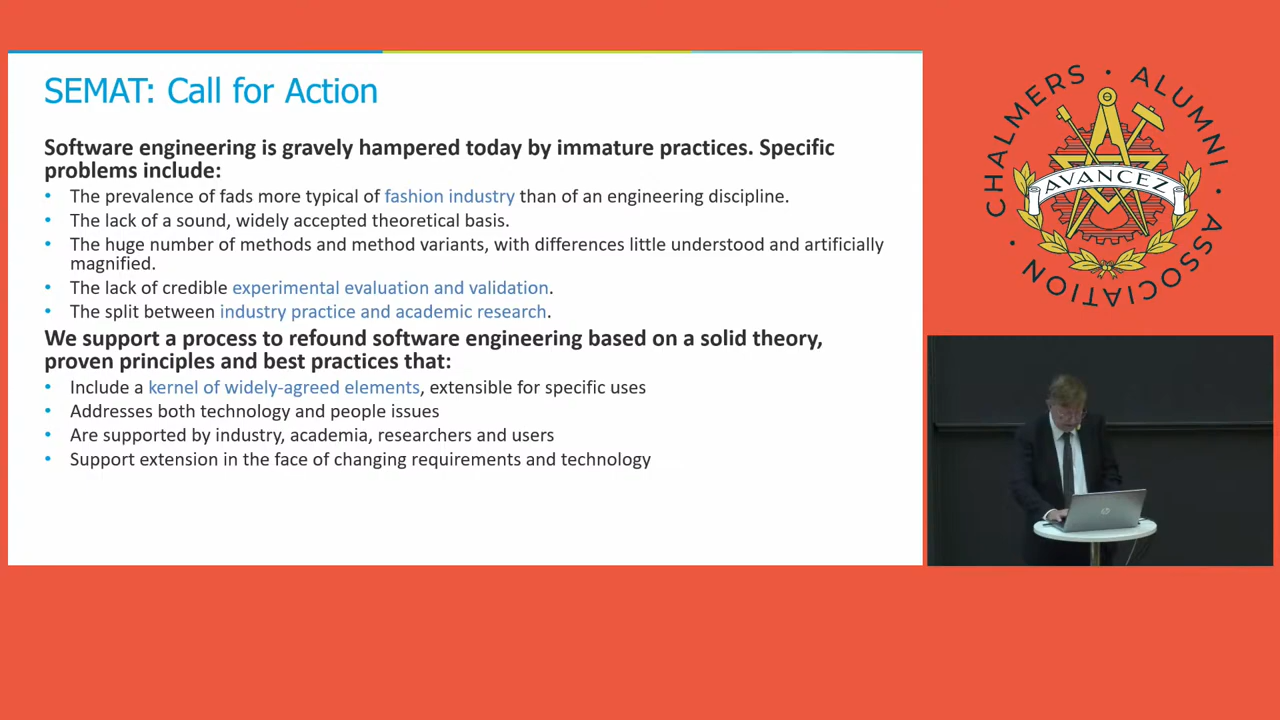 SEMAT: Call for Action
Software engineering is gravely hampered today by immature practices. Specific
problems include:
• The prevalence of fads more typical of fashion industry than of an engineering discipline.
• The lack of a sound, widely accepted theoretical basis.
• The huge number of methods and method variants, with differences little understood and artificially
magnified.
• The lack of credible experimental evaluation and validation.
• The split between industry practice and academic research.
We support a process to refound software engineering based on a solid theory,
proven principles and best practices that:
• Include a kernel of widely-agreed elements, extensible for specific uses
• Addresses both technology and people issues
• Are supported by industry, academia, researchers and users
• Support extension in the face of changing requirements and technology
CHALMERS • ALUMNI • ASSOCIATION •
AVANCEZ
hp